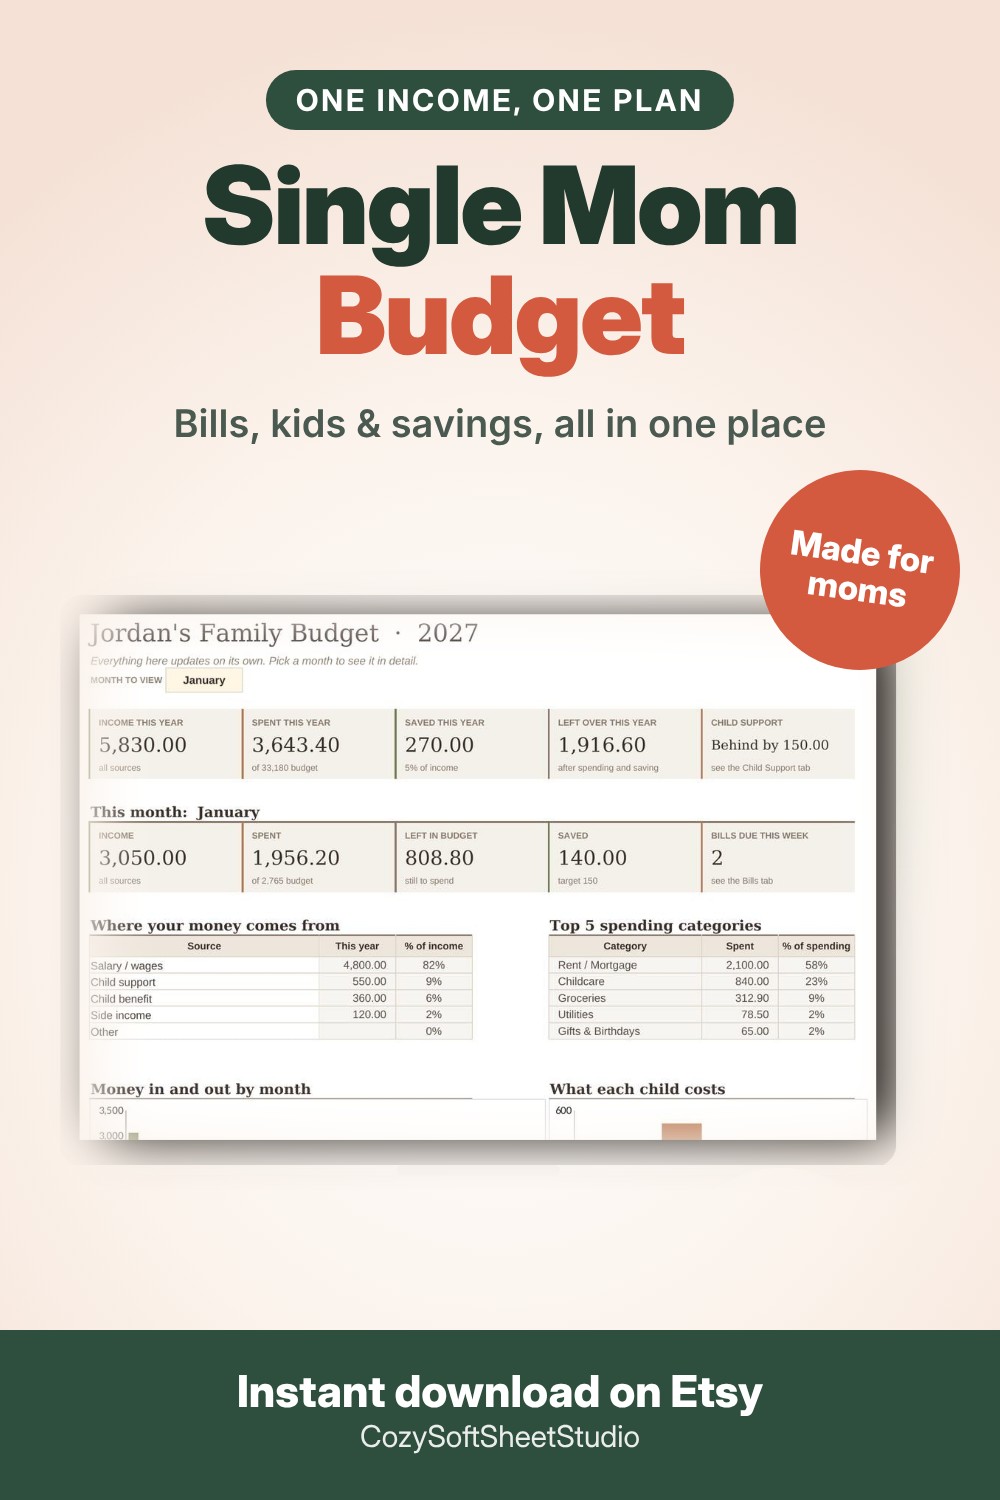 ONE INCOME, ONE PLAN
Single Mom
Budget
Bills, kids & savings, all in one place
Made for
moms
Jordan's Family Budget · 2027
Everything here updates on its own. Pick a month to see it in detail.
MONTH TO VIEW January
INCOME THIS YEAR SPENT THIS YEAR SAVED THIS YEAR LEFT OVER THIS YEAR CHILD SUPPORT
5,830.00 3,643.40 270.00 1,916.60 Behind by 150.00
all sources of 33,180 budget 5% of income after spending and saving see the Child Support tab
This month: January
INCOME SPENT LEFT IN BUDGET SAVED BILLS DUE THIS WEEK
3,050.00 1,956.20 808.80 140.00 2
all sources of 2,765 budget still to spend target 150 see the Bills tab
Where your money comes from
Source This year % of income
Salary / wages 4,800.00 82%
Child support 550.00 9%
Child benefit 360.00 6%
Side income 120.00 2%
Other 0%
Top 5 spending categories
Category Spent % of spending
Rent / Mortgage 2,100.00 58%
Childcare 840.00 23%
Groceries 312.90 9%
Utilities 78.50 2%
Gifts & Birthdays 65.00 2%
Money in and out by month
3,500
3,000
What each child costs
600
Instant download on Etsy
CozySoftSheetStudio